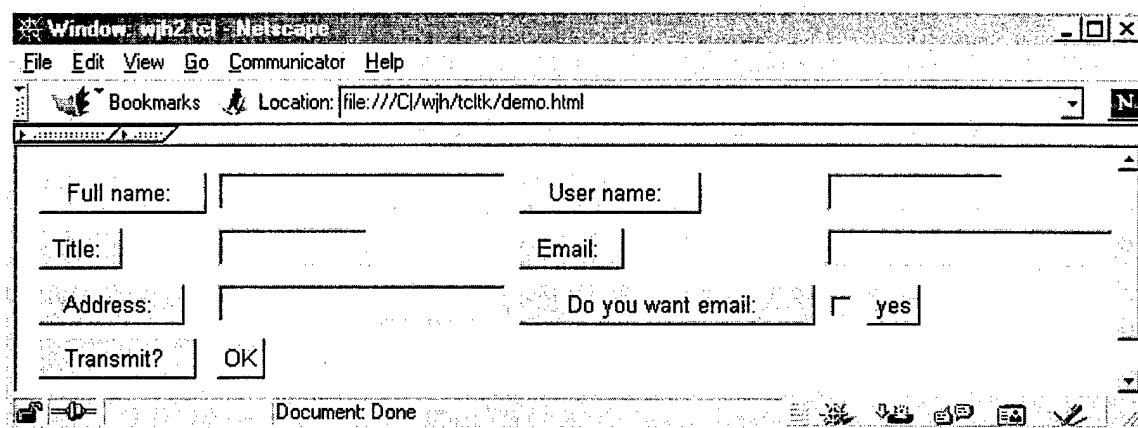 Window: wjh2.tcl - Netscape
File Edit View Go Communicator Help
Bookmarks Location: file:///C|/wjh/tcltk/demo.html N
Full name: User name:
Title: Email:
Address: Do you want email: yes
Transmit? OK
Document: Done